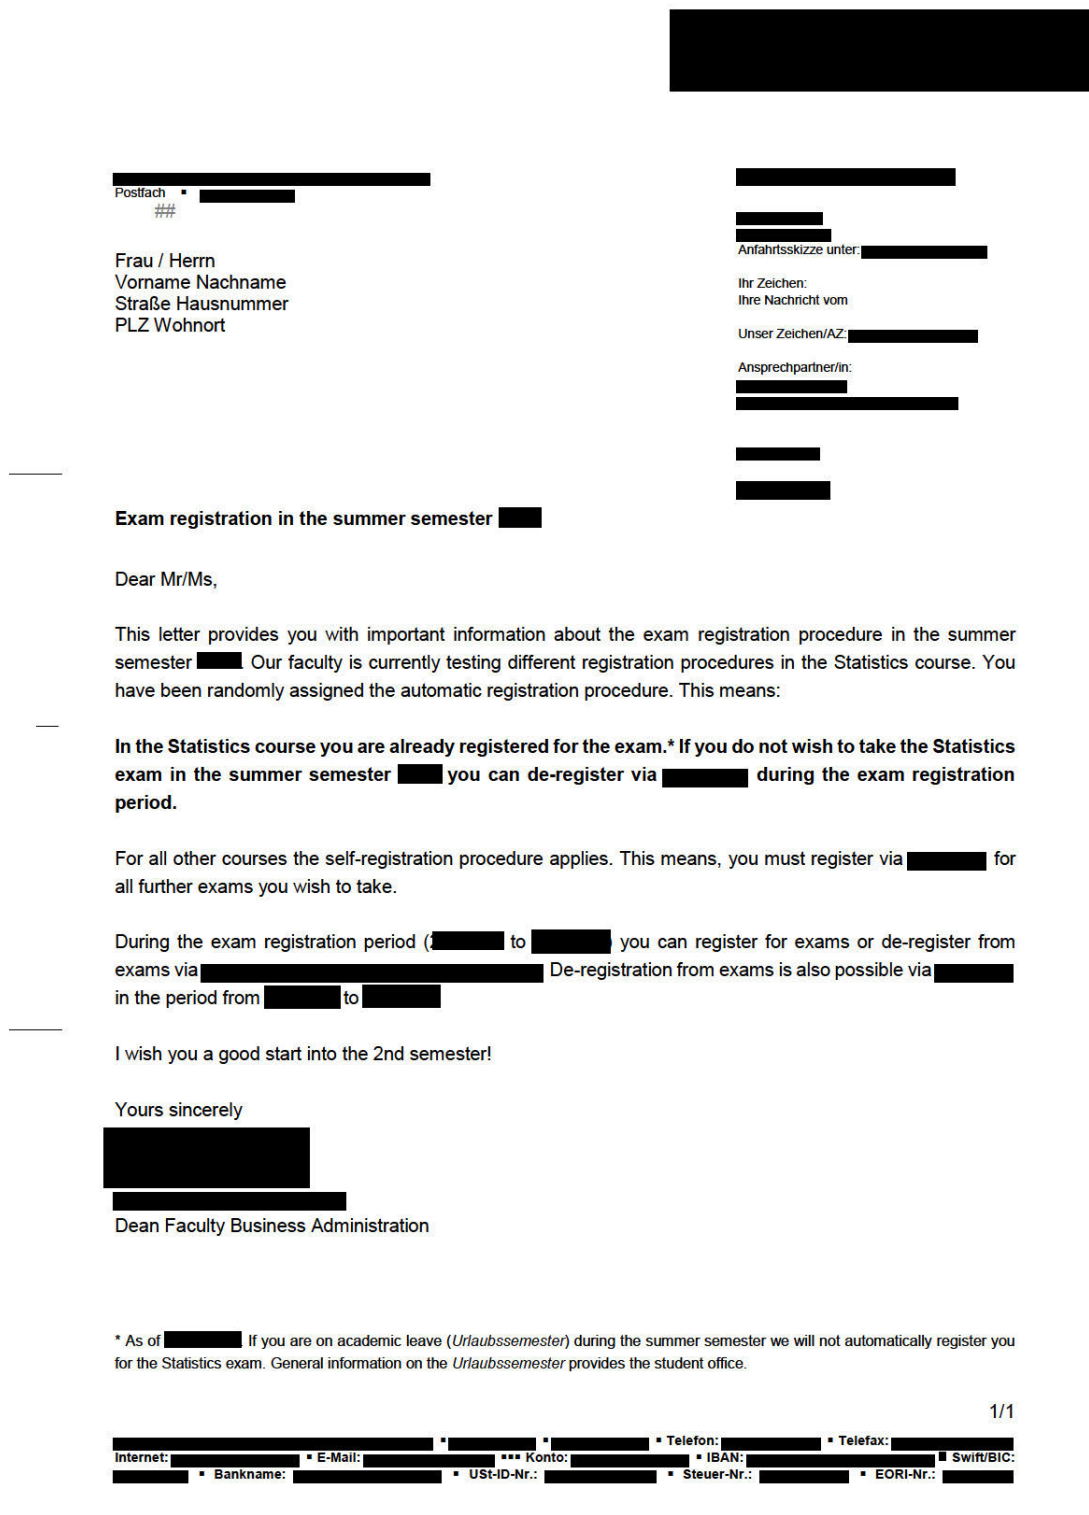 Postfach ▪
##
Frau / Herrn
Vorname Nachname
Straße Hausnummer
PLZ Wohnort
Anfahrtsskizze unter:
Ihr Zeichen:
Ihre Nachricht vom
Unser Zeichen/AZ:
Ansprechpartner/in:
Exam registration in the summer semester
Dear Mr/Ms,
This letter provides you with important information about the exam registration procedure in the summer
semester Our faculty is currently testing different registration procedures in the Statistics course. You
have been randomly assigned the automatic registration procedure. This means:
In the Statistics course you are already registered for the exam.* If you do not wish to take the Statistics
exam in the summer semester you can de-register via during the exam registration
period.
For all other courses the self-registration procedure applies. This means, you must register via for
all further exams you wish to take.
During the exam registration period ( to ) you can register for exams or de-register from
exams via De-registration from exams is also possible via
in the period from to
I wish you a good start into the 2nd semester!
Yours sincerely
Dean Faculty Business Administration
* As of If you are on academic leave (Urlaubssemester) during the summer semester we will not automatically register you
for the Statistics exam. General information on the Urlaubssemester provides the student office.
1/1
▪ ▪ ▪ Telefon: ▪ Telefax:
Internet: ▪ E-Mail: ▪▪▪ Konto: ▪ IBAN: ▪ Swift/BIC:
▪ Bankname: ▪ USt-ID-Nr.: ▪ Steuer-Nr.: ▪ EORI-Nr.: